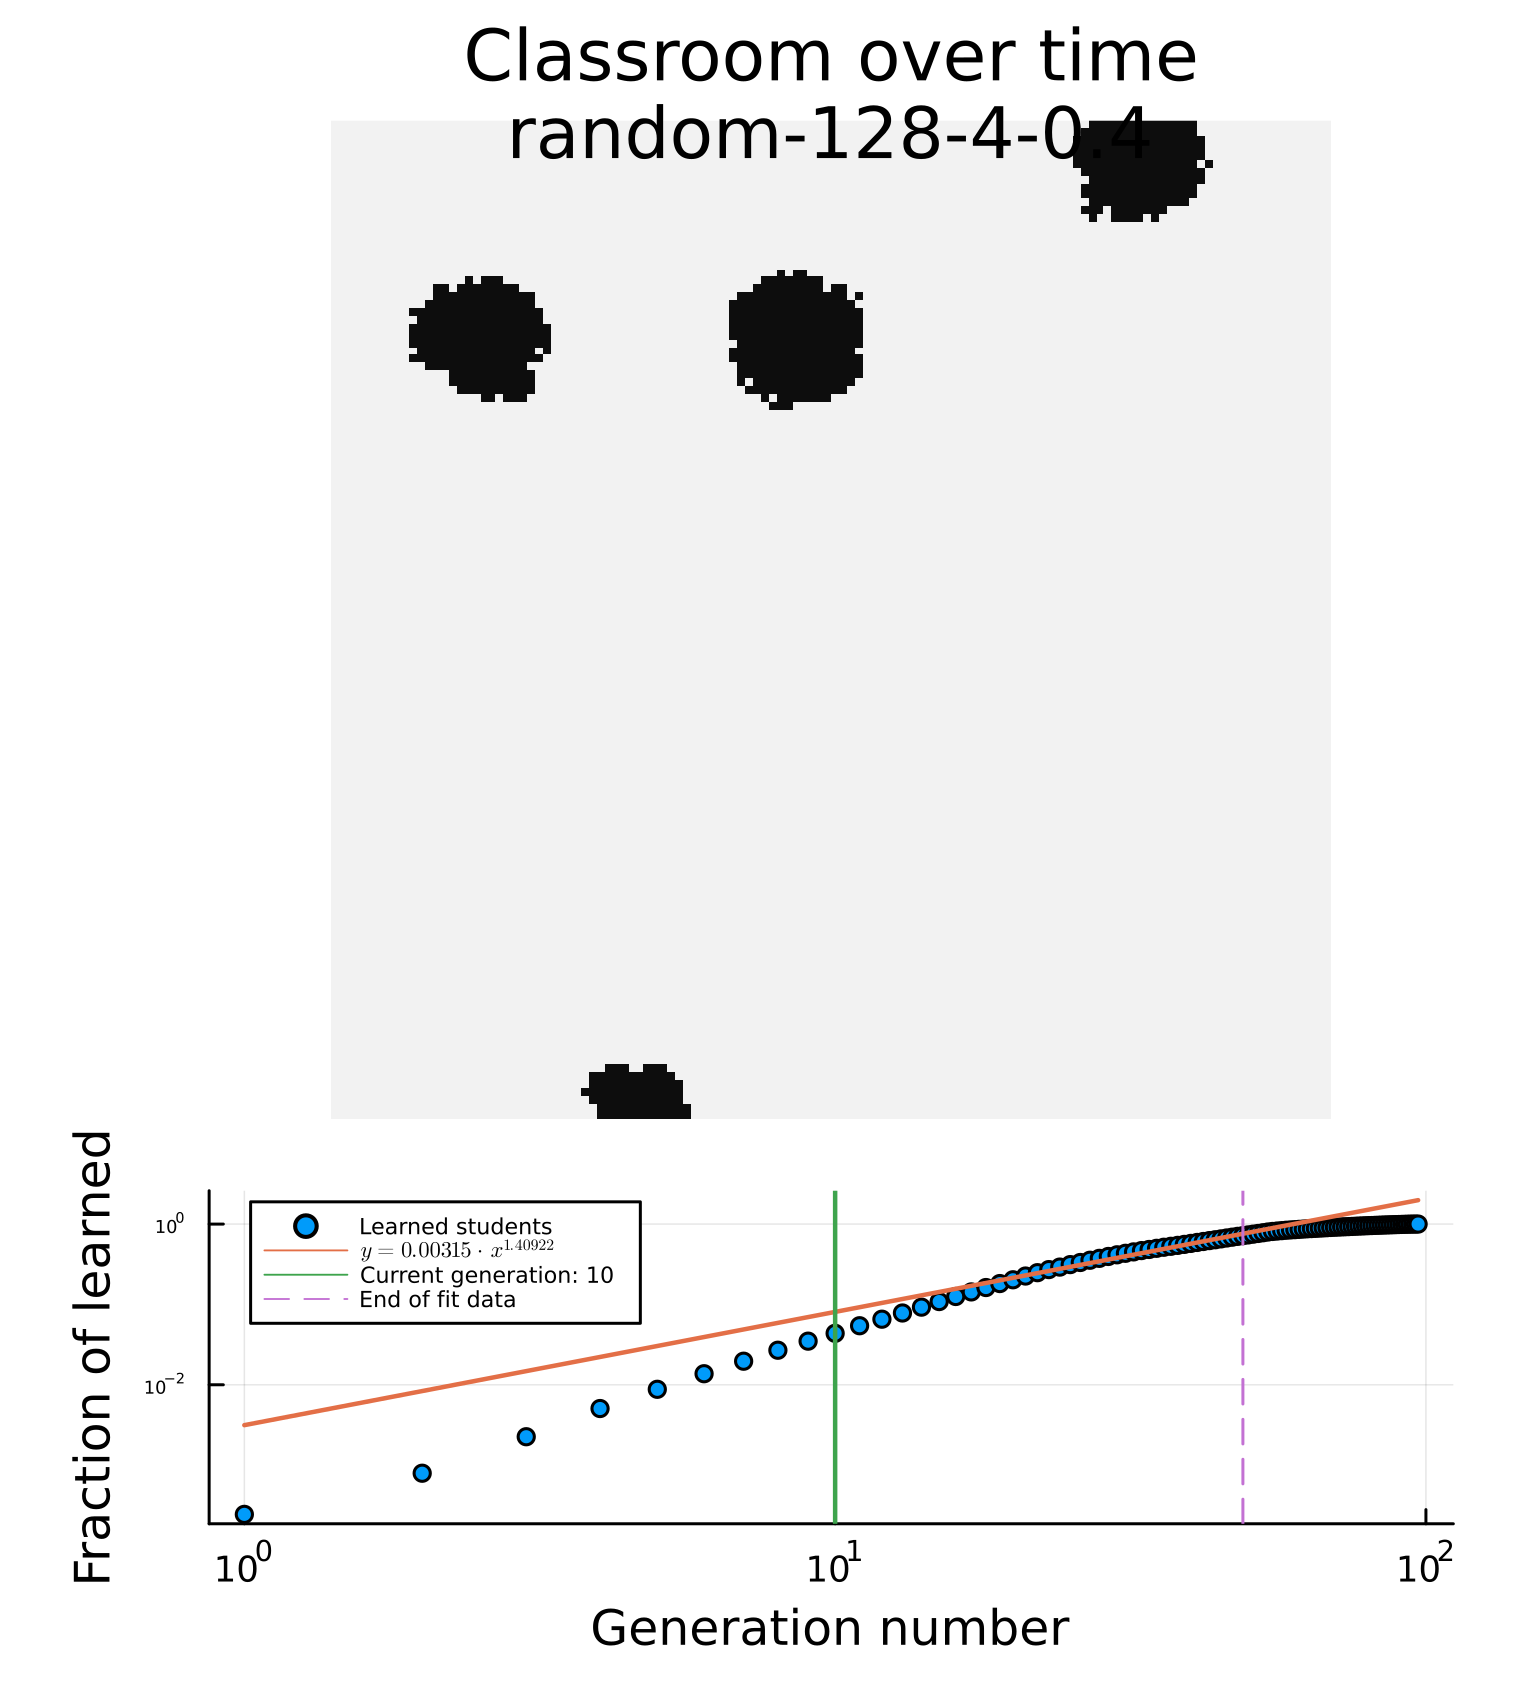 Classroom over time
random-128-4-0.4
Fraction of learned
10^0
10^-2
Learned students
y = 0.00315 · x^1.40922
Current generation: 10
End of fit data
10^0
10^1
10^2
Generation number